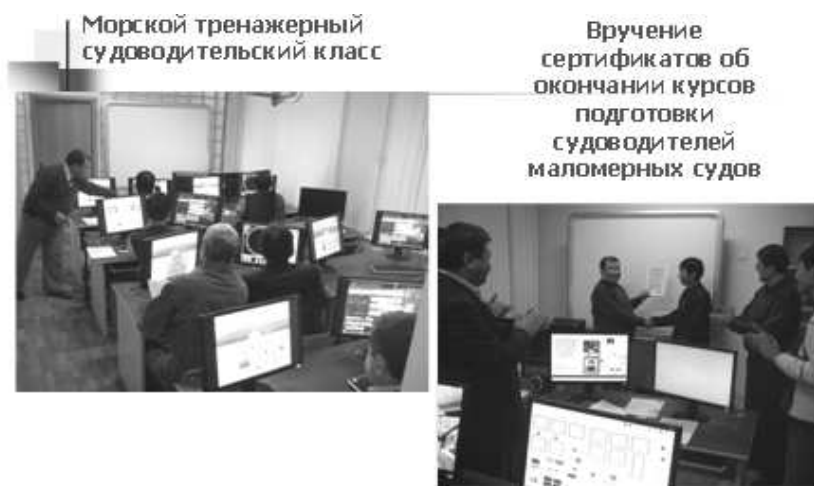 Морской тренажерный
судоводительский класс
Вручение
сертификатов об
окончании курсов
подготовки
судоводителей
маломерных судов